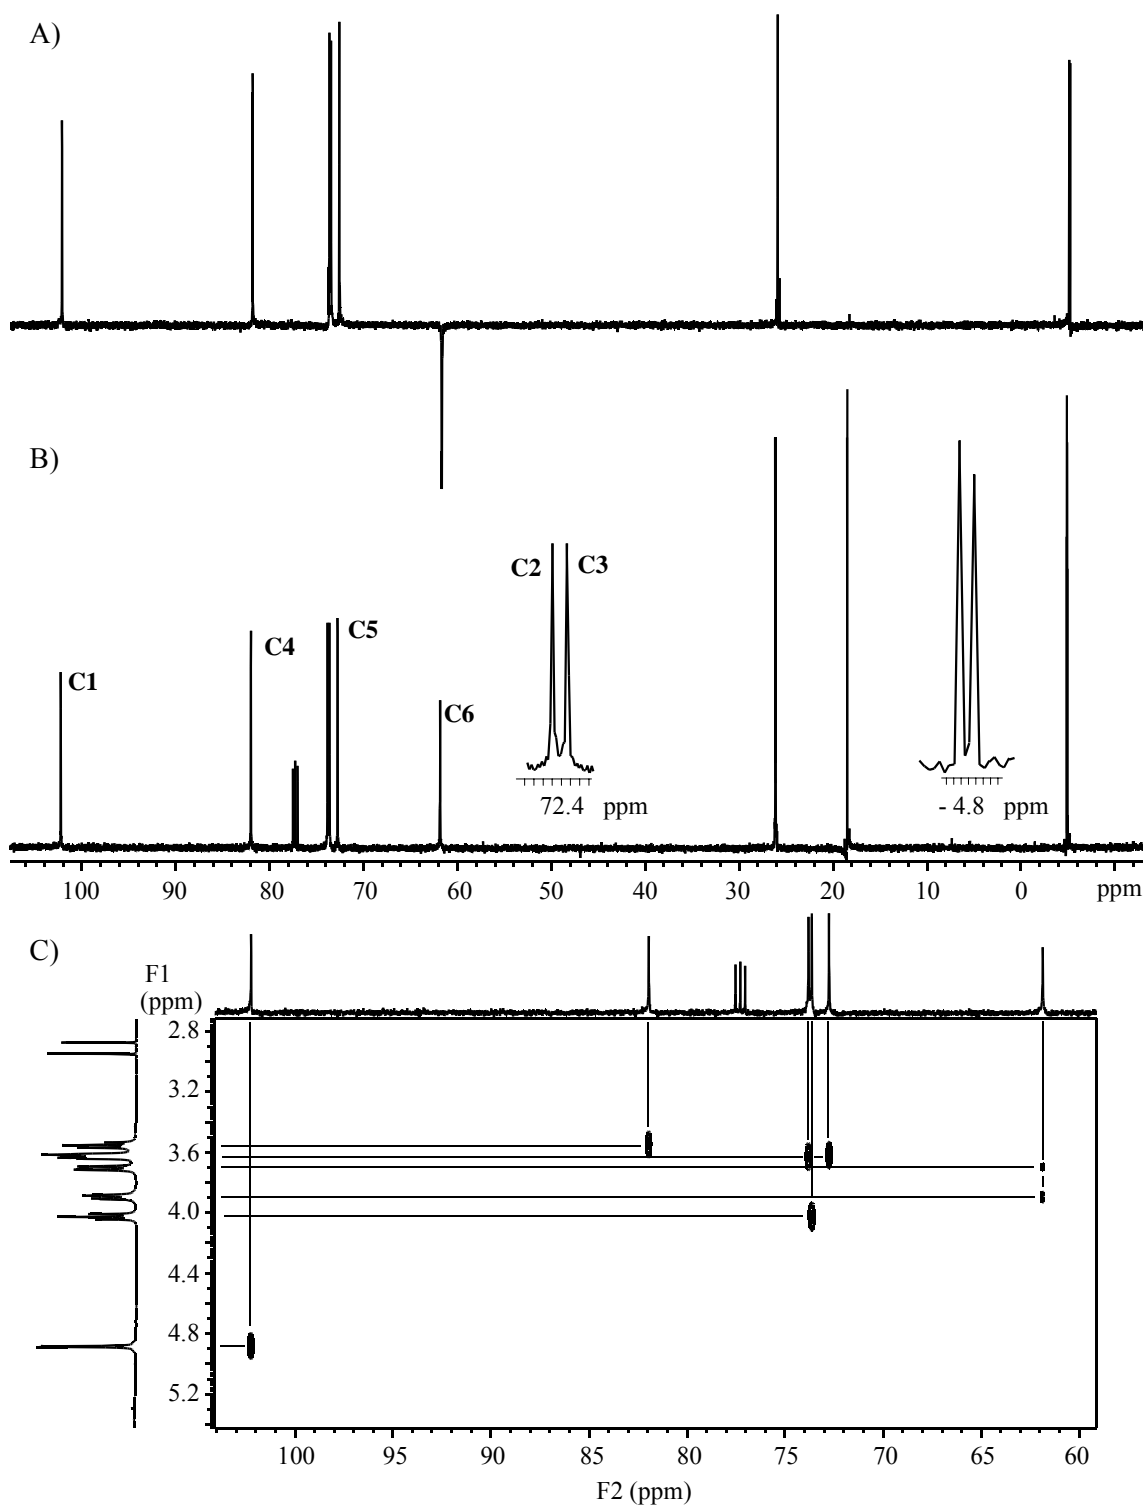 A)
B)
C2 C3
C4 C5
C1
C6
72.4 ppm
- 4.8 ppm
100 90 80 70 60 50 40 30 20 10 0 ppm
C)
F1
(ppm)
2.8
3.2
3.6
4.0
4.4
4.8
5.2
100 95 90 85 80 75 70 65 60
F2 (ppm)